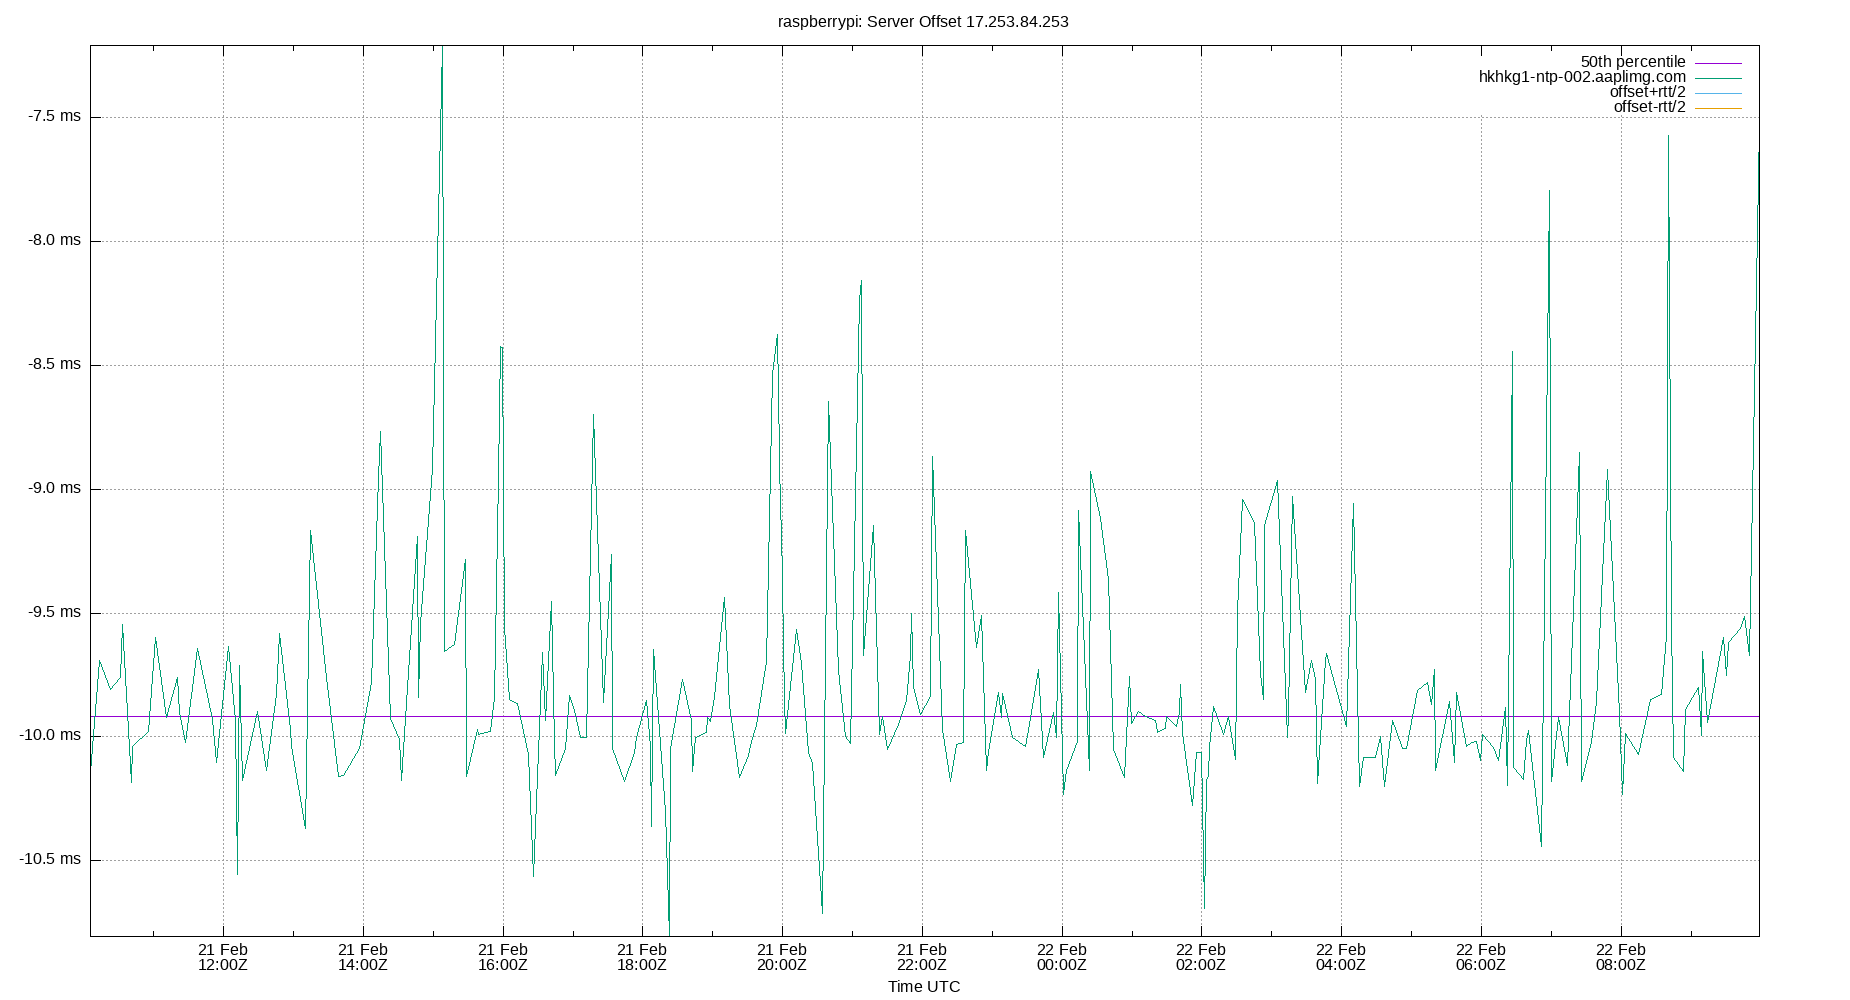 raspberrypi: Server Offset 17.253.84.253
50th percentile
hkhkg1-ntp-002.aaplimg.com
offset+rtt/2
offset-rtt/2
-7.5 ms
-8.0 ms
-8.5 ms
-9.0 ms
-9.5 ms
-10.0 ms
-10.5 ms
21 Feb 21 Feb 21 Feb 21 Feb 21 Feb 21 Feb 22 Feb 22 Feb 22 Feb 22 Feb 22 Feb
12:00Z 14:00Z 16:00Z 18:00Z 20:00Z 22:00Z 00:00Z 02:00Z 04:00Z 06:00Z 08:00Z
Time UTC